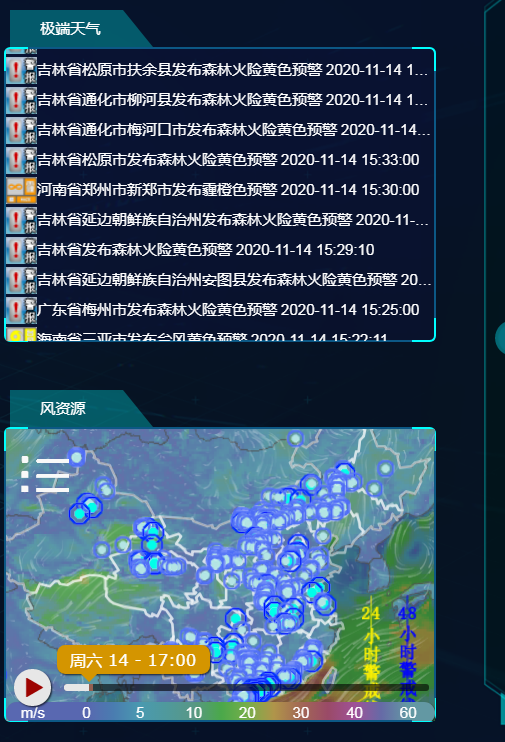 极端天气
吉林省松原市扶余县发布森林火险黄色预警 2020-11-14 1...
吉林省通化市柳河县发布森林火险黄色预警 2020-11-14 1...
吉林省通化市梅河口市发布森林火险黄色预警 2020-11-14...
吉林省松原市发布森林火险黄色预警 2020-11-14 15:33:00
河南省郑州市新郑市发布霾橙色预警 2020-11-14 15:30:00
吉林省延边朝鲜族自治州发布森林火险黄色预警 2020-11-...
吉林省发布森林火险黄色预警 2020-11-14 15:29:10
吉林省延边朝鲜族自治州安图县发布森林火险黄色预警 20...
广东省梅州市发布森林火险黄色预警 2020-11-14 15:25:00
海南省三亚市发布台风黄色预警 2020-11-14 15:22:11
风资源
24小时警戒
48小时警戒
周六 14 - 17:00
m/s 0 5 10 20 30 40 60